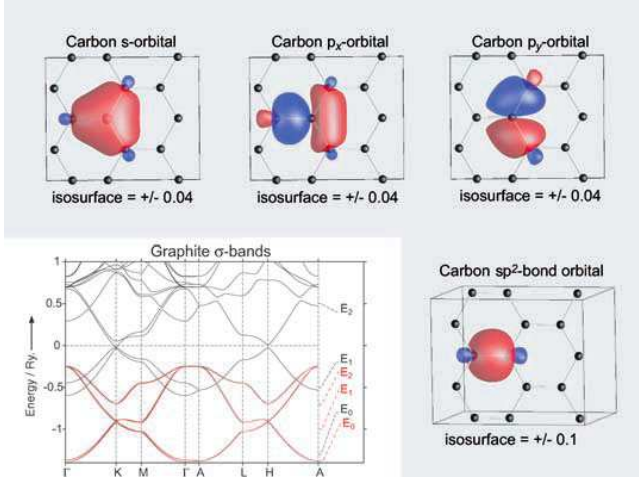 Carbon s-orbital
Carbon pₓ-orbital
Carbon pᵧ-orbital
isosurface = +/- 0.04
isosurface = +/- 0.04
isosurface = +/- 0.04
Graphite σ-bands
Energy / Ry.
1
0.5
0
-0.5
-1
E₂
E₁
E₂
E₁
E₀
E₀
Γ K M Γ A L H A
Carbon sp²-bond orbital
isosurface = +/- 0.1